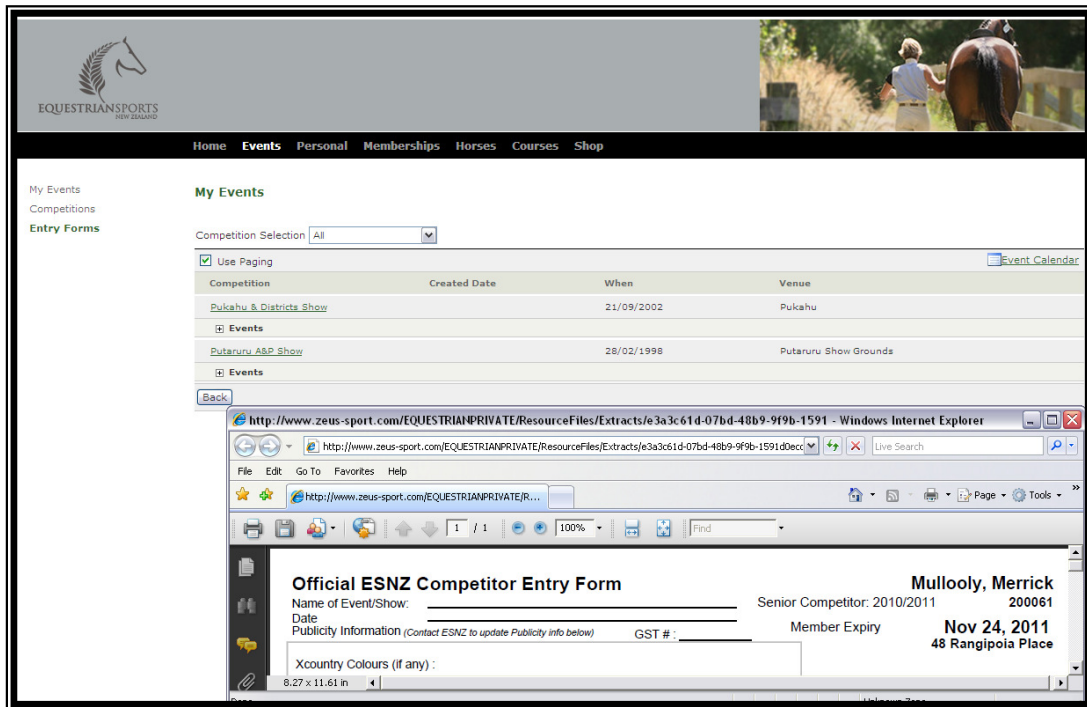 EQUESTRIANSPORTS
NEW ZEALAND
Home Events Personal Memberships Horses Courses Shop
My Events
Competitions
Entry Forms
My Events
Competition Selection All
Use Paging
Event Calendar
Competition Created Date When Venue
Pukahu & Districts Show 21/09/2002 Pukahu
Events
Putaruru A&P Show 28/02/1998 Putaruru Show Grounds
Events
Back
http://www.zeus-sport.com/EQUESTRIANPRIVATE/ResourceFiles/Extracts/e3a3c61d-07bd-48b9-9f9b-1591 - Windows Internet Explorer
http://www.zeus-sport.com/EQUESTRIANPRIVATE/ResourceFiles/Extracts/e3a3c61d-07bd-48b9-9f9b-1591d0ecc Live Search
File Edit Go To Favorites Help
http://www.zeus-sport.com/EQUESTRIANPRIVATE/R... Page Tools
1 / 1 100% Find
Official ESNZ Competitor Entry Form Mullooly, Merrick
Name of Event/Show: Senior Competitor: 2010/2011 200061
Date
Publicity Information (Contact ESNZ to update Publicity info below) GST # : Member Expiry Nov 24, 2011
48 Rangipoia Place
Xcountry Colours (if any) :
8.27 x 11.61 in